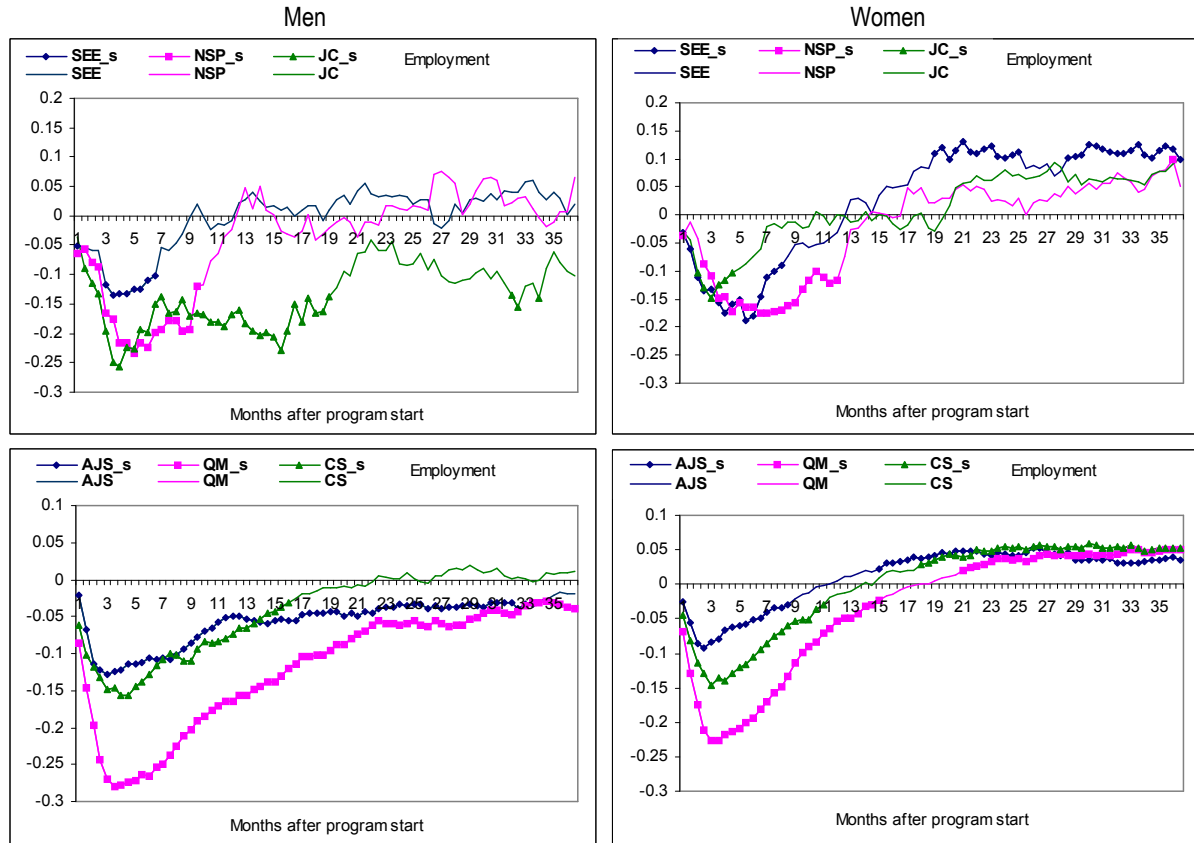 Men Women
SEE_s NSP_s JC_s Employment
SEE NSP JC
0.2
0.15
0.1
0.05
0
-0.05
-0.1
-0.15
-0.2
-0.25
-0.3
1 3 5 7 9 11 13 15 17 19 21 23 25 27 29 31 33 35
Months after program start
SEE_s NSP_s JC_s Employment
SEE NSP JC
0.2
0.15
0.1
0.05
0
-0.05
-0.1
-0.15
-0.2
-0.25
-0.3
1 3 5 7 9 11 13 15 17 19 21 23 25 27 29 31 33 35
Months after program start
AJS_s QM_s CS_s Employment
AJS QM CS
0.1
0.05
0
-0.05
-0.1
-0.15
-0.2
-0.25
-0.3
1 3 5 7 9 11 13 15 17 19 21 23 25 27 29 31 33 35
Months after program start
AJS_s QM_s CS_s Employment
AJS QM CS
0.1
0.05
0
-0.05
-0.1
-0.15
-0.2
-0.25
-0.3
1 3 5 7 9 11 13 15 17 19 21 23 25 27 29 31 33 35
Months after program start